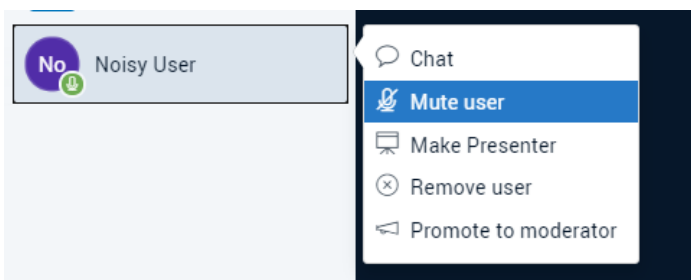 No
Noisy User
Chat
Mute user
Make Presenter
Remove user
Promote to moderator